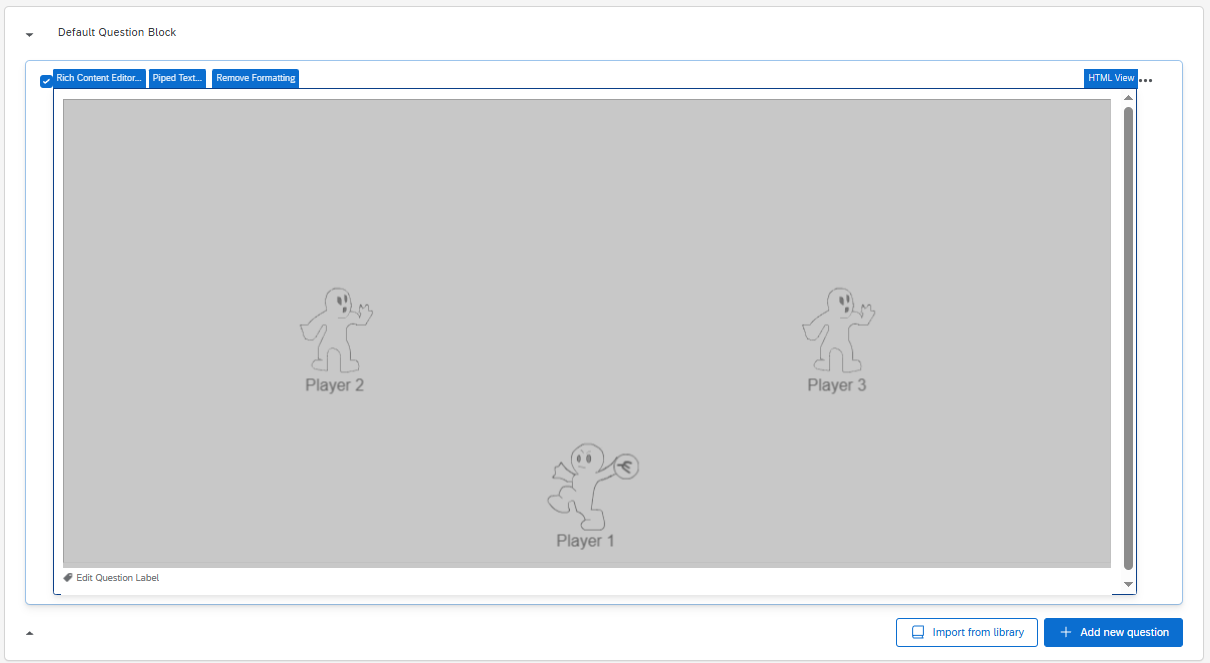 Default Question Block
Rich Content Editor... Piped Text... Remove Formatting HTML View
Player 2 Player 3
Player 1
Edit Question Label
Import from library Add new question